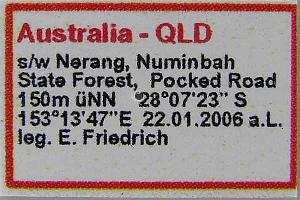 Australia - QLD
s/w Nerang, Numinbah
State Forest, Pocked Road
150m üNN 28°07'23" S
153°13'47"E 22.01.2006 a.L.
leg. E. Friedrich